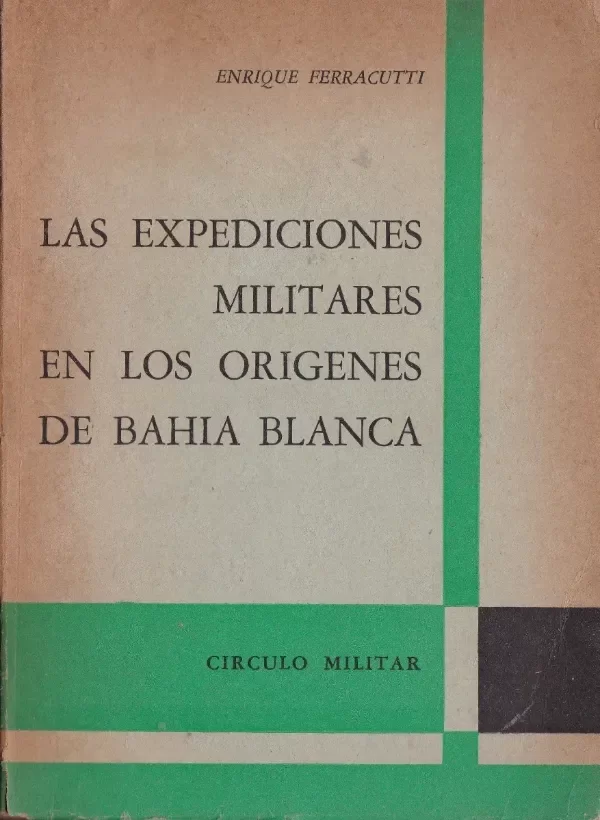 ENRIQUE FERRACUTTI
LAS EXPEDICIONES
MILITARES
EN LOS ORIGENES
DE BAHIA BLANCA
CIRCULO MILITAR